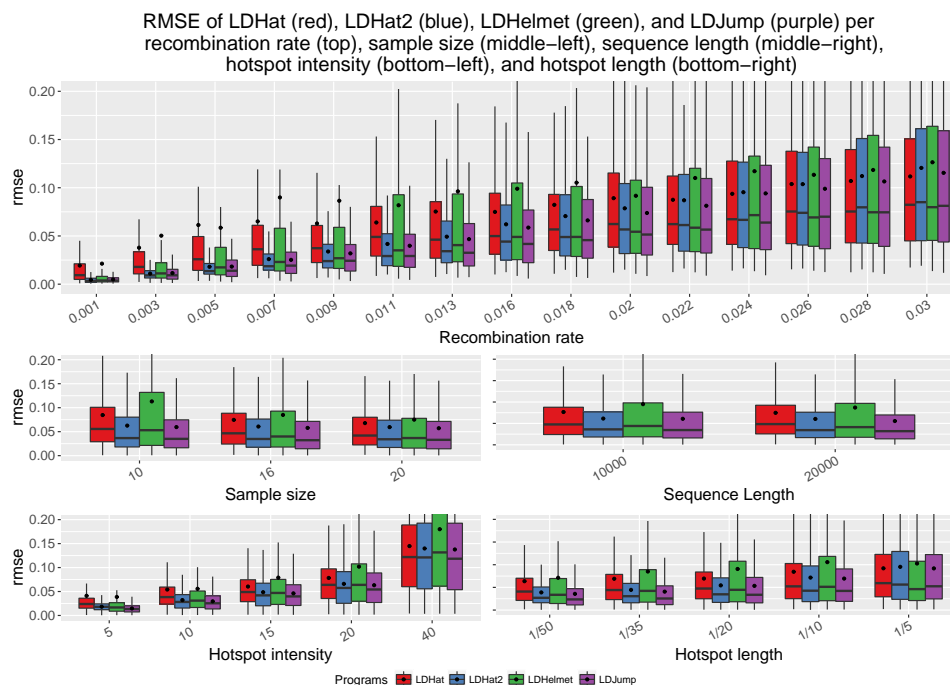 RMSE of LDHat (red), LDHat2 (blue), LDHelmet (green), and LDJump (purple) per
recombination rate (top), sample size (middle−left), sequence length (middle−right),
hotspot intensity (bottom−left), and hotspot length (bottom−right)
0.20
0.15
0.10
0.05
0.00
rmse
0.001 0.003 0.005 0.007 0.009 0.011 0.013 0.016 0.018 0.02 0.022 0.024 0.026 0.028 0.03
Recombination rate
0.20
0.15
0.10
0.05
0.00
rmse
10 16 20
Sample size
10000 20000
Sequence Length
0.20
0.15
0.10
0.05
0.00
rmse
5 10 15 20 40
Hotspot intensity
1/50 1/35 1/20 1/10 1/5
Hotspot length
Programs LDHat LDHat2 LDHelmet LDJump